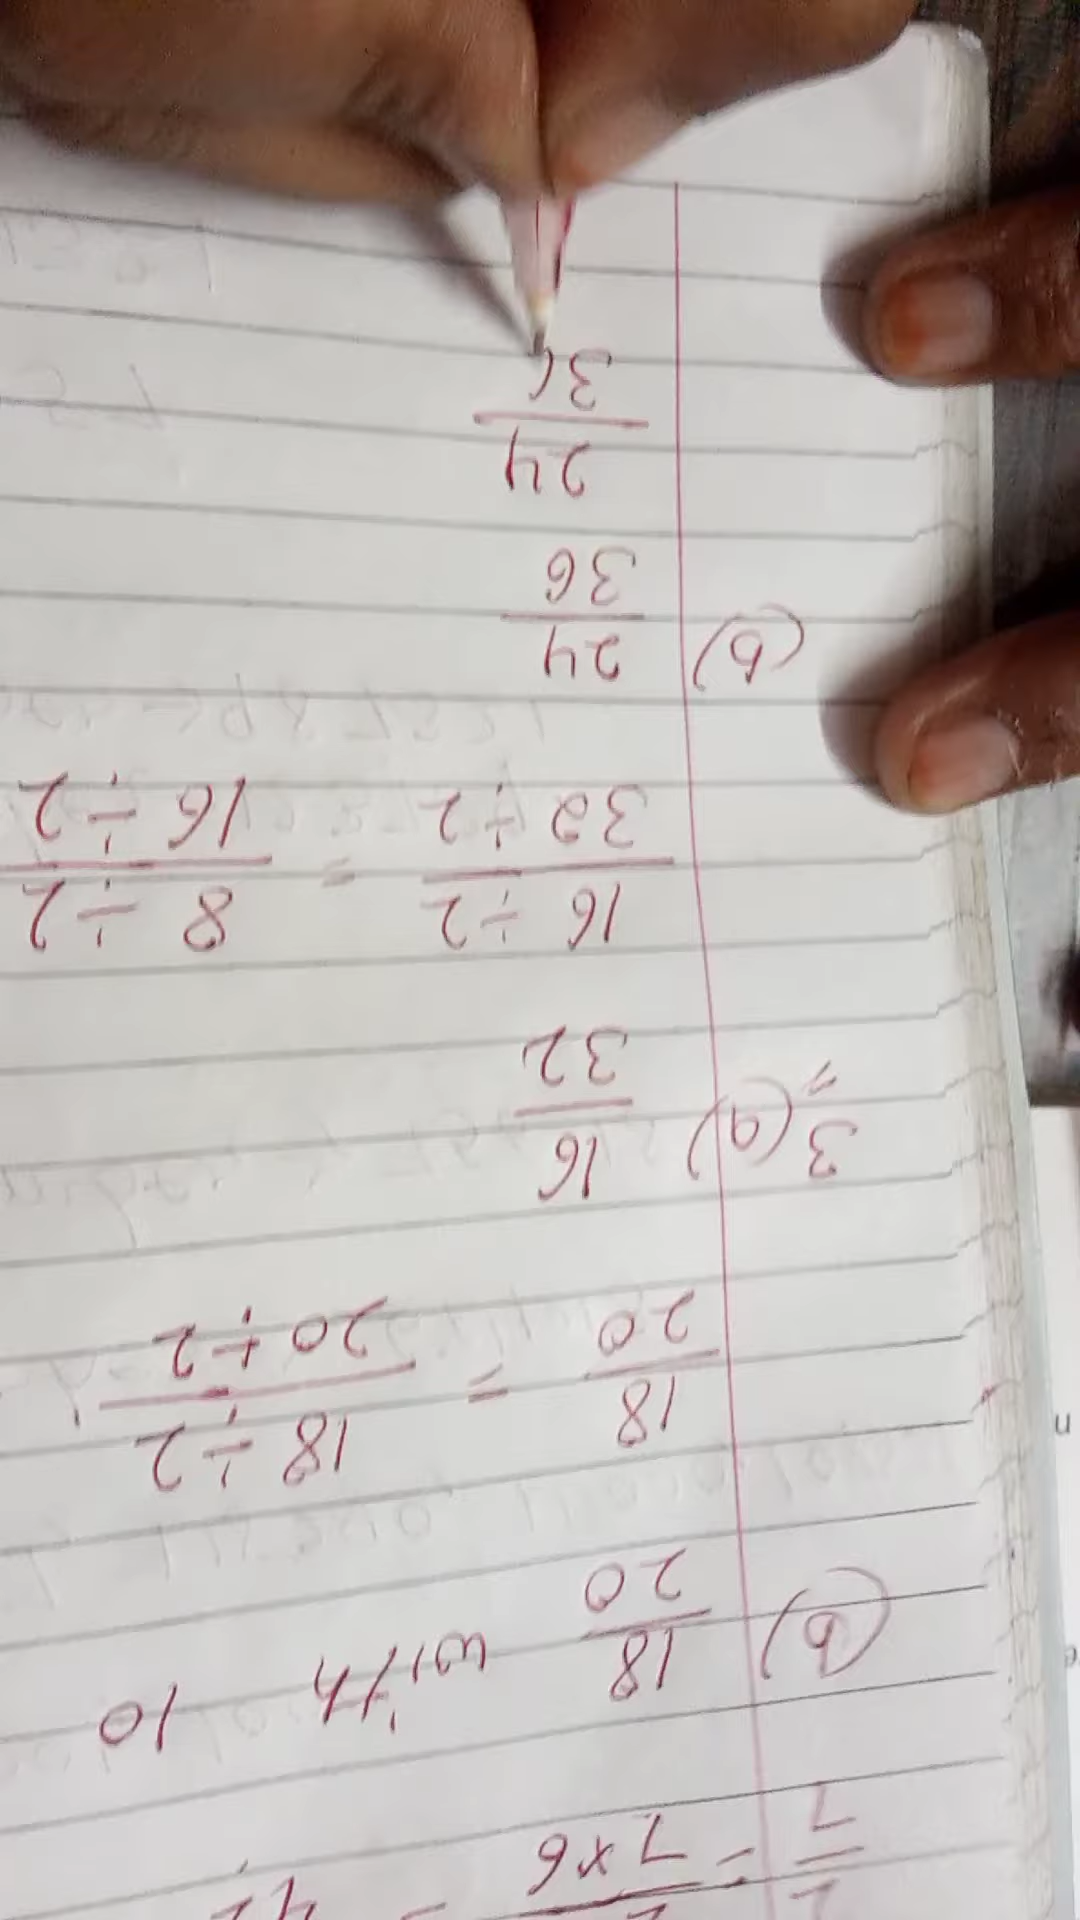 = 7×6 =
7
(b) 18 with 10
20
18 = 18 ÷ 2
20 20 ÷ 2
3 (a) 16
32
16 ÷ 2 = 8 ÷ 2
32 ÷ 2 16 ÷ 2
(b) 24
36
24
3